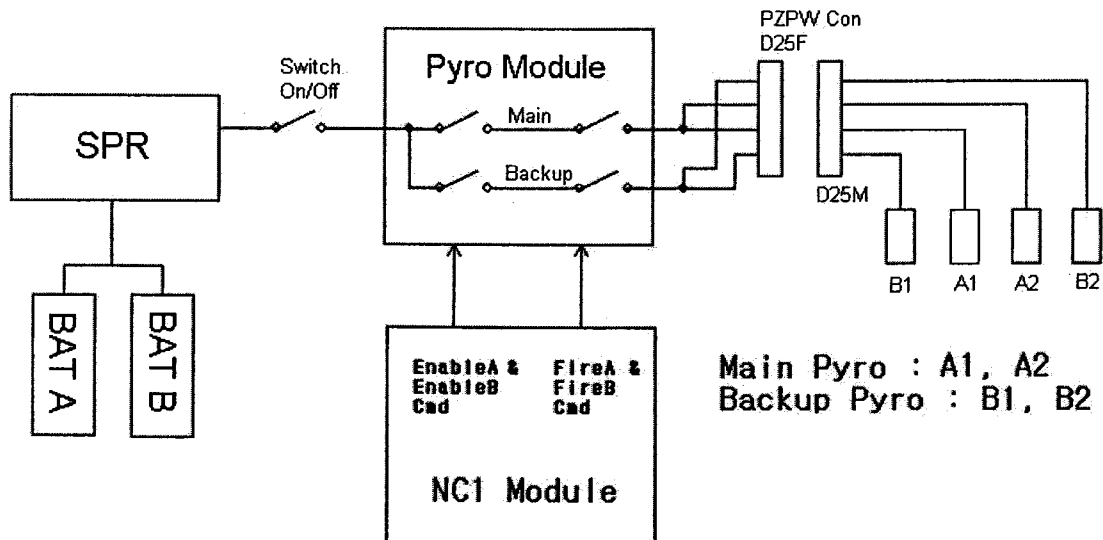 PZPW Con
D25F
Switch
On/Off
Pyro Module
SPR
Main
Backup
D25M
B1
A1
A2
B2
BAT A
BAT B
EnableA &
EnableB
Cmd
FireA &
FireB
Cmd
Main Pyro : A1, A2
Backup Pyro : B1, B2
NC1 Module